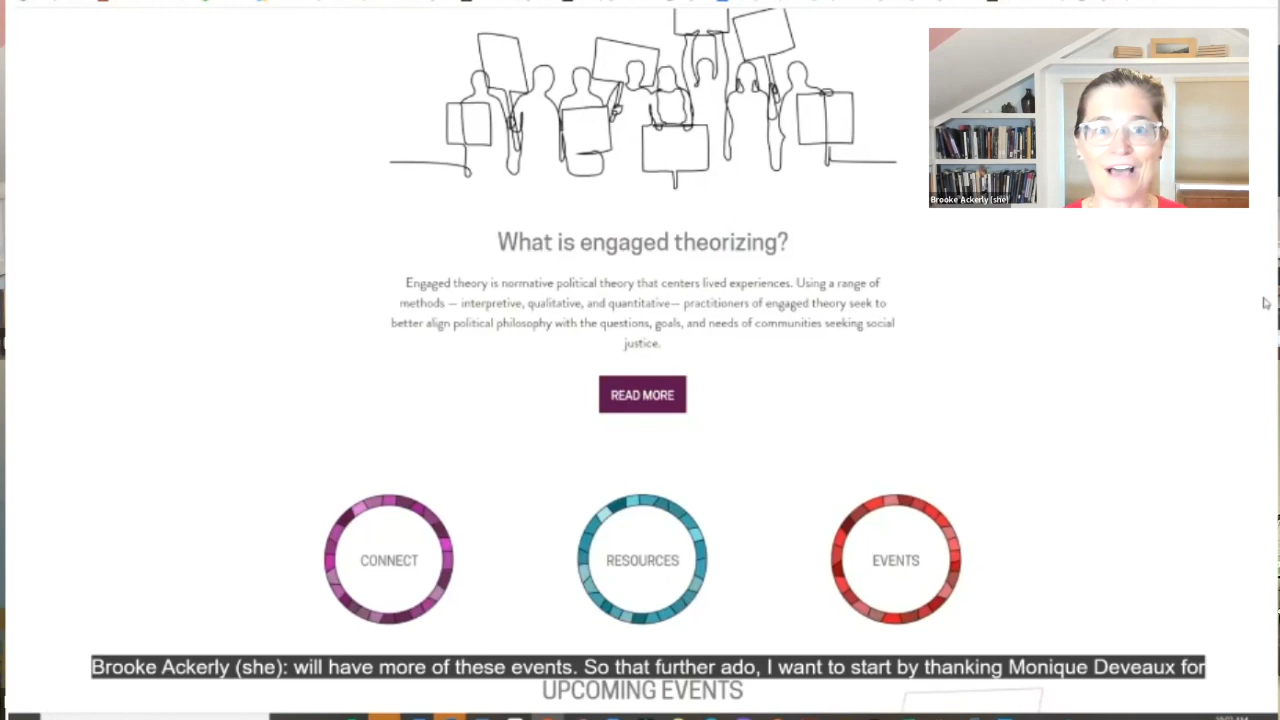 Brooke Ackerly (she)
What is engaged theorizing?
Engaged theory is normative political theory that centers lived experiences. Using a range of
methods — interpretive, qualitative, and quantitative— practitioners of engaged theory seek to
better align political philosophy with the questions, goals, and needs of communities seeking social
justice.
READ MORE
CONNECT
RESOURCES
EVENTS
Brooke Ackerly (she): will have more of these events. So that further ado, I want to start by thanking Monique Deveaux for
UPCOMING EVENTS